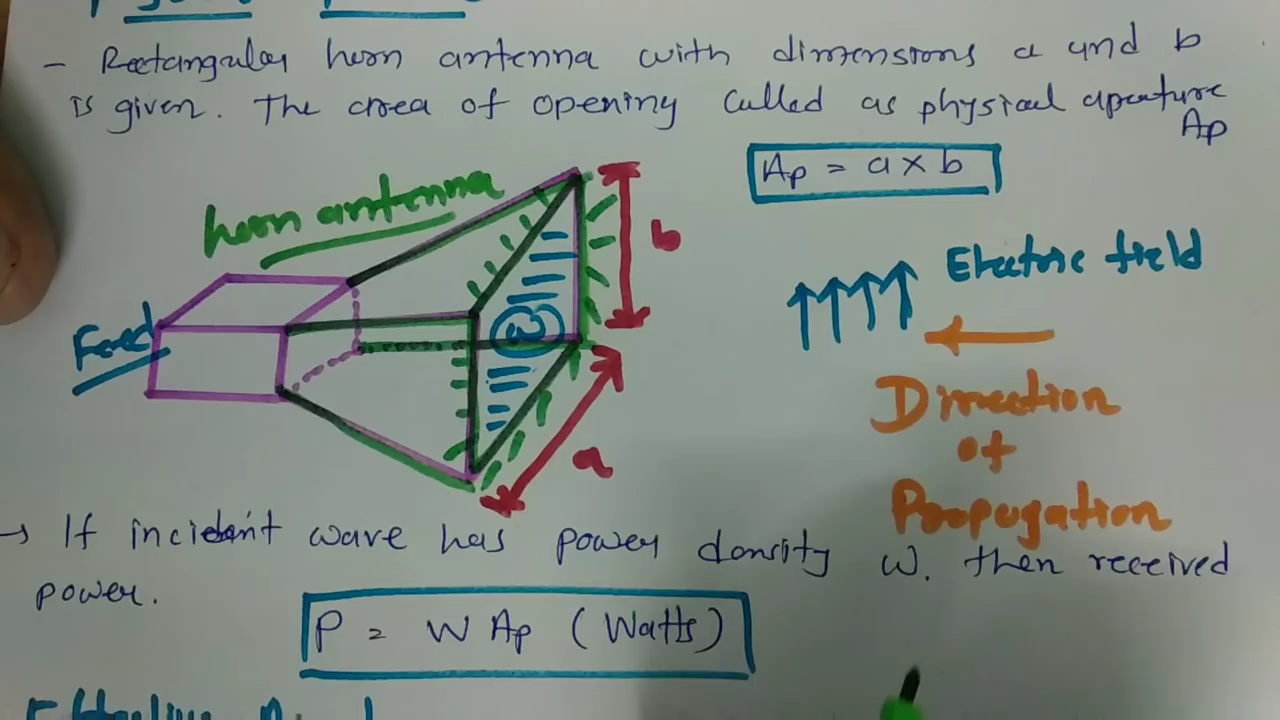 - Rectangular horn antenna with dimensions a and b
is given. The area of opening called as physical aperture
Ap
Ap = a x b
horn antenna
b
Electric field
Feed
Direction
of
Propogation
a
→ If incident wave has power density W. then received
power.
P = W Ap (Watts)